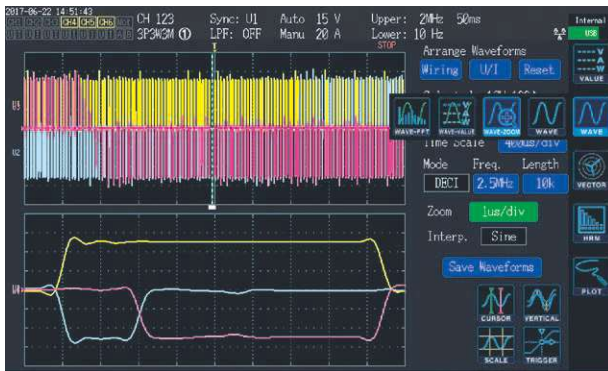 2017-06-22 14:51:43
CH1 CH2 CH3 CH4 CH5 CH6
CH 123
Sync: U1
Auto 15 V
Upper: 2MHz 50ms
Internal
3P3W3M ①
LPF: OFF
Manu 20 A
Lower: 10 Hz
USB
STOP
Arrange Waveforms
Wiring
U/I
Reset
VALUE
WAVE+FFT
WAVE+VALUE
WAVE+ZOOM
WAVE
WAVE
Time Scale 400us/div
Mode
Freq.
Length
DECI
2.5MHz
10k
VECTOR
Zoom
1us/div
Interp.
Sine
HRM
Save Waveforms
PLOT
CURSOR
VERTICAL
SCALE
TRIGGER
U3
U2